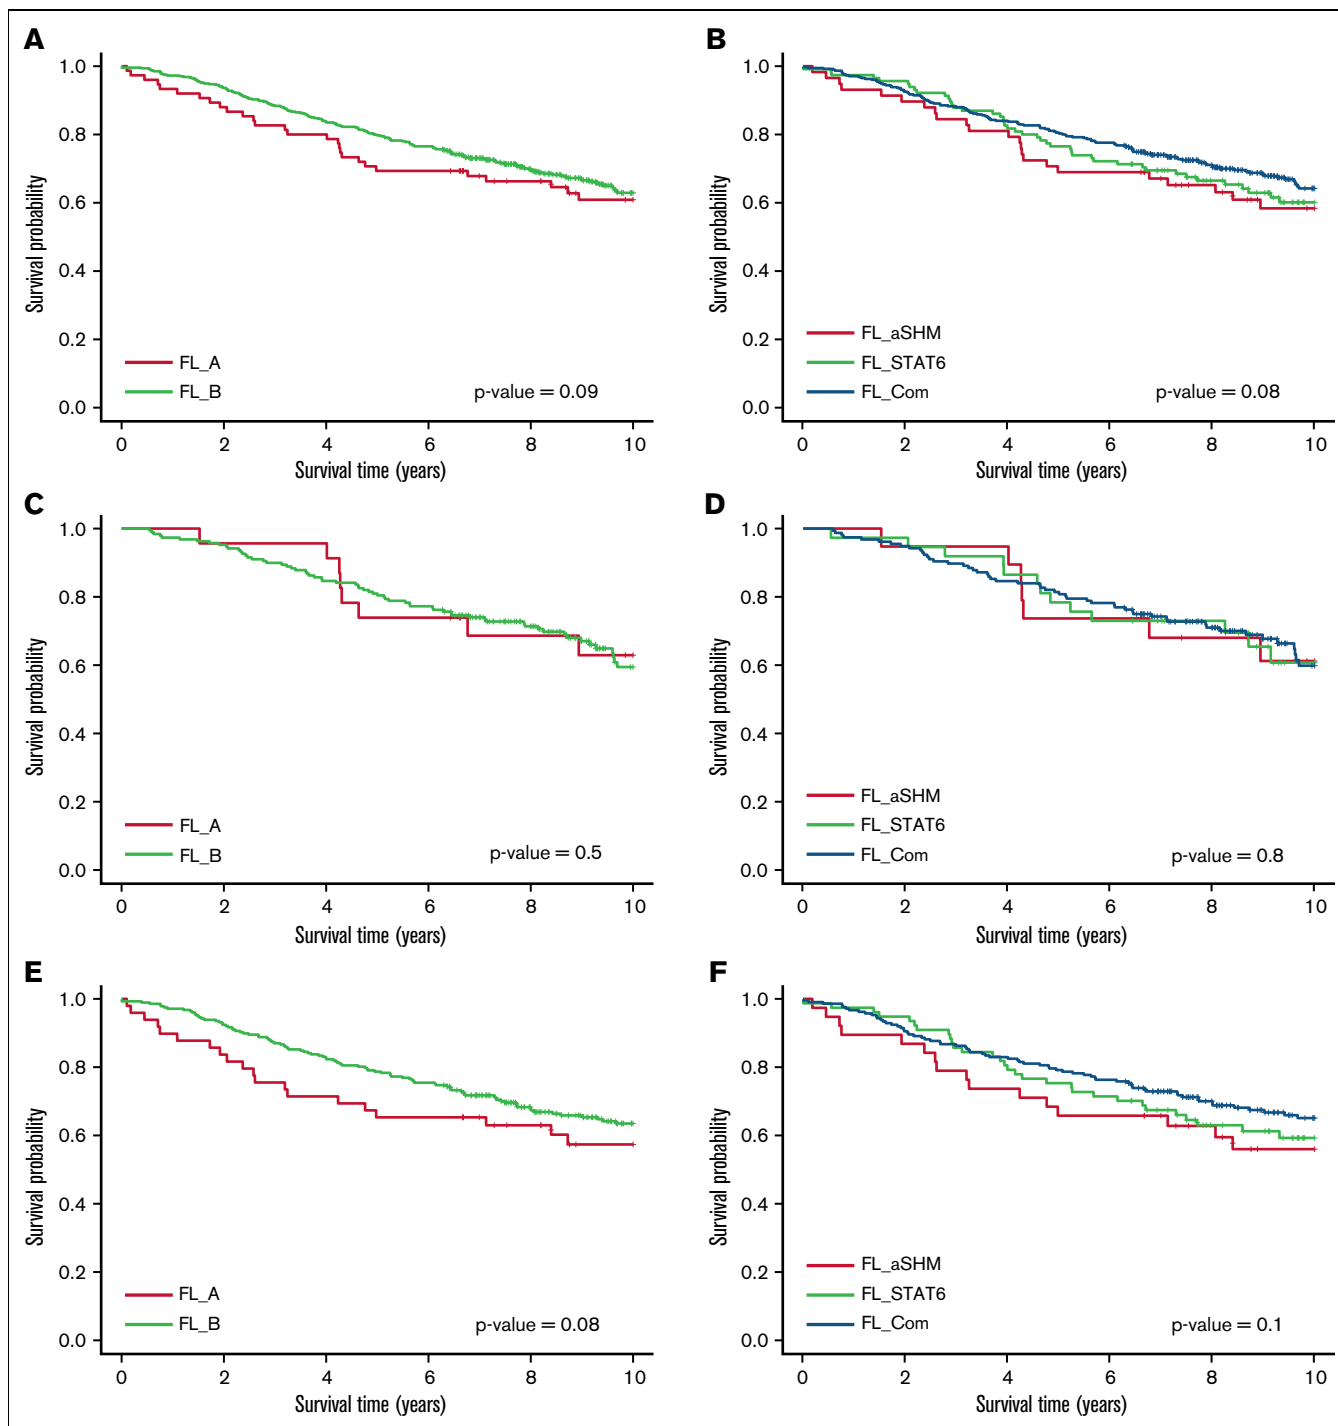 A
Survival probability
1.0
0.8
0.6
0.4
0.2
0.0
FL_A
FL_B
p-value = 0.09
0 2 4 6 8 10
Survival time (years)
B
Survival probability
1.0
0.8
0.6
0.4
0.2
0.0
FL_aSHM
FL_STAT6
FL_Com
p-value = 0.08
0 2 4 6 8 10
Survival time (years)
C
Survival probability
1.0
0.8
0.6
0.4
0.2
0.0
FL_A
FL_B
p-value = 0.5
0 2 4 6 8 10
Survival time (years)
D
Survival probability
1.0
0.8
0.6
0.4
0.2
0.0
FL_aSHM
FL_STAT6
FL_Com
p-value = 0.8
0 2 4 6 8 10
Survival time (years)
E
Survival probability
1.0
0.8
0.6
0.4
0.2
0.0
FL_A
FL_B
p-value = 0.08
0 2 4 6 8 10
Survival time (years)
F
Survival probability
1.0
0.8
0.6
0.4
0.2
0.0
FL_aSHM
FL_STAT6
FL_Com
p-value = 0.1
0 2 4 6 8 10
Survival time (years)